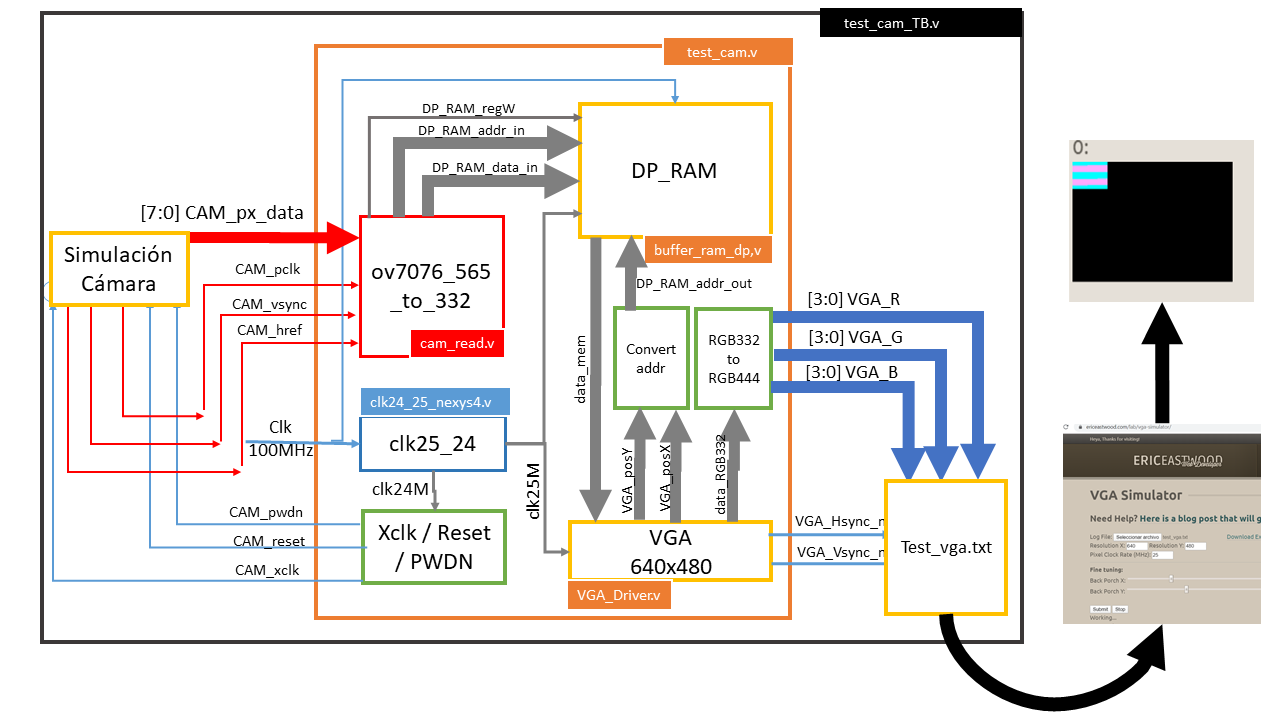 test_cam_TB.v
test_cam.v
DP_RAM_regW
DP_RAM_addr_in
DP_RAM_data_in
DP_RAM
buffer_ram_dp,v
[7:0] CAM_px_data
Simulación
Cámara
CAM_pclk
CAM_vsync
CAM_href
ov7076_565
_to_332
cam_read.v
DP_RAM_addr_out
data_mem
Convert
addr
RGB332
to
RGB444
[3:0] VGA_R
[3:0] VGA_G
[3:0] VGA_B
clk24_25_nexys4.v
clk25_24
Clk
100MHz
clk24M
clk25M
VGA_posY
VGA_posX
data_RGB332
CAM_pwdn
CAM_reset
CAM_xclk
Xclk / Reset
/ PWDN
VGA
640x480
VGA_Driver.v
VGA_Hsync_n
VGA_Vsync_n
Test_vga.txt
0:
ericeastwood.com/lab/vga-simulator/
Heya, Thanks for visiting!
ERICEASTWOOD
Web Developer
VGA Simulator
Need Help? Here is a blog post that will g
Log File: Seleccionar archivo test_vga.txt
Download Ex
Resolution X: 640 Resolution Y: 480
Pixel Clock Rate (MHz): 25
Fine tuning:
Back Porch X:
Back Porch Y:
Submit Stop
Working...